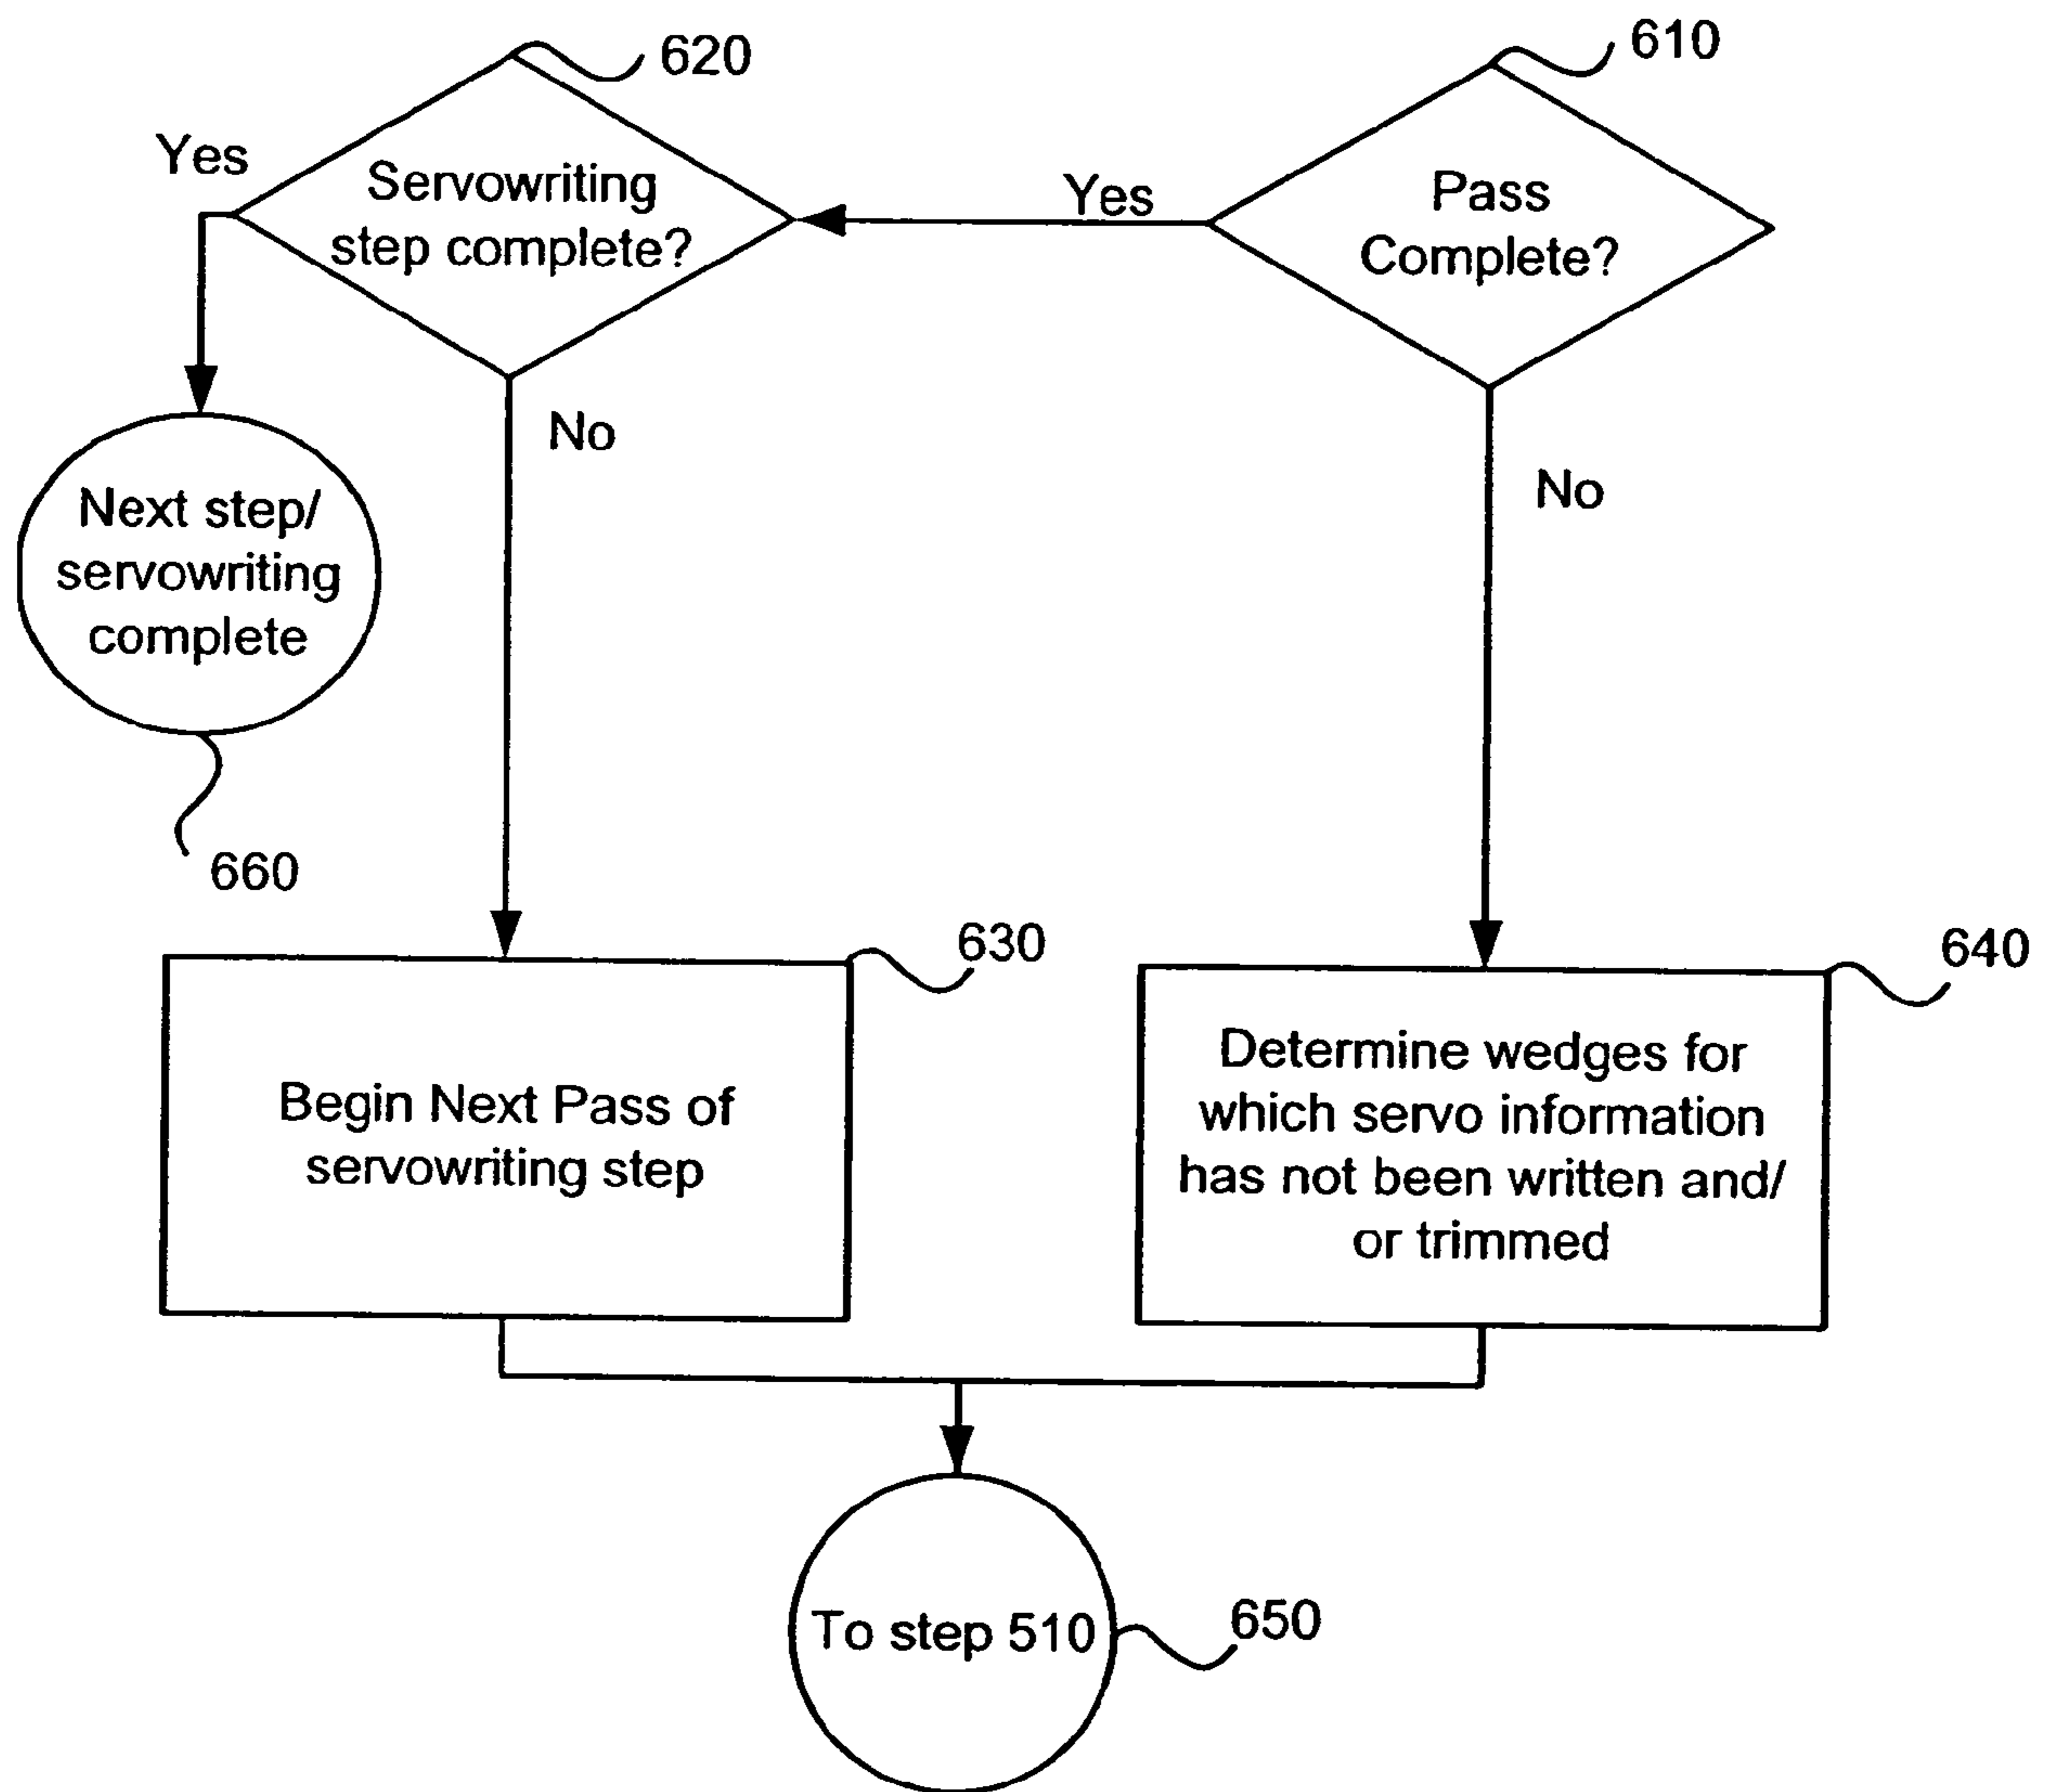 620
610
Yes
Servowriting
step complete?
Yes
Pass
Complete?
No
No
Next step/
servowriting
complete
660
630
640
Begin Next Pass of
servowriting step
Determine wedges for
which servo information
has not been written and/
or trimmed
To step 510
650